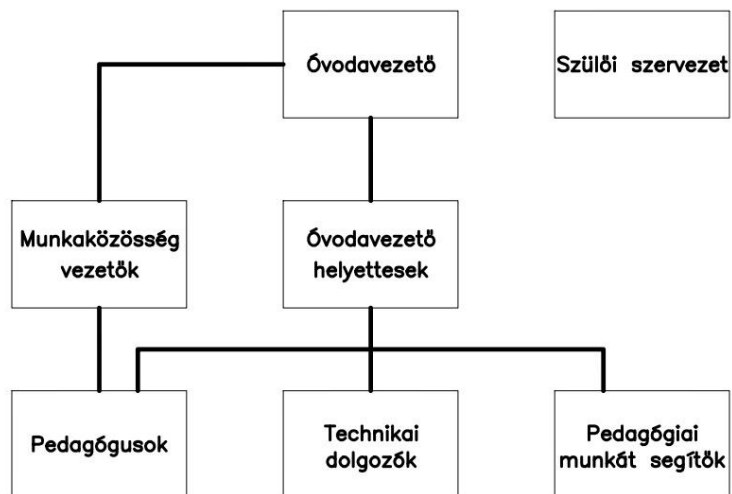 Óvodavezető
Szülői szervezet
Munkaközösség
vezetők
Óvodavezető
helyettesek
Pedagógusok
Technikai
dolgozók
Pedagógiai
munkát segítők